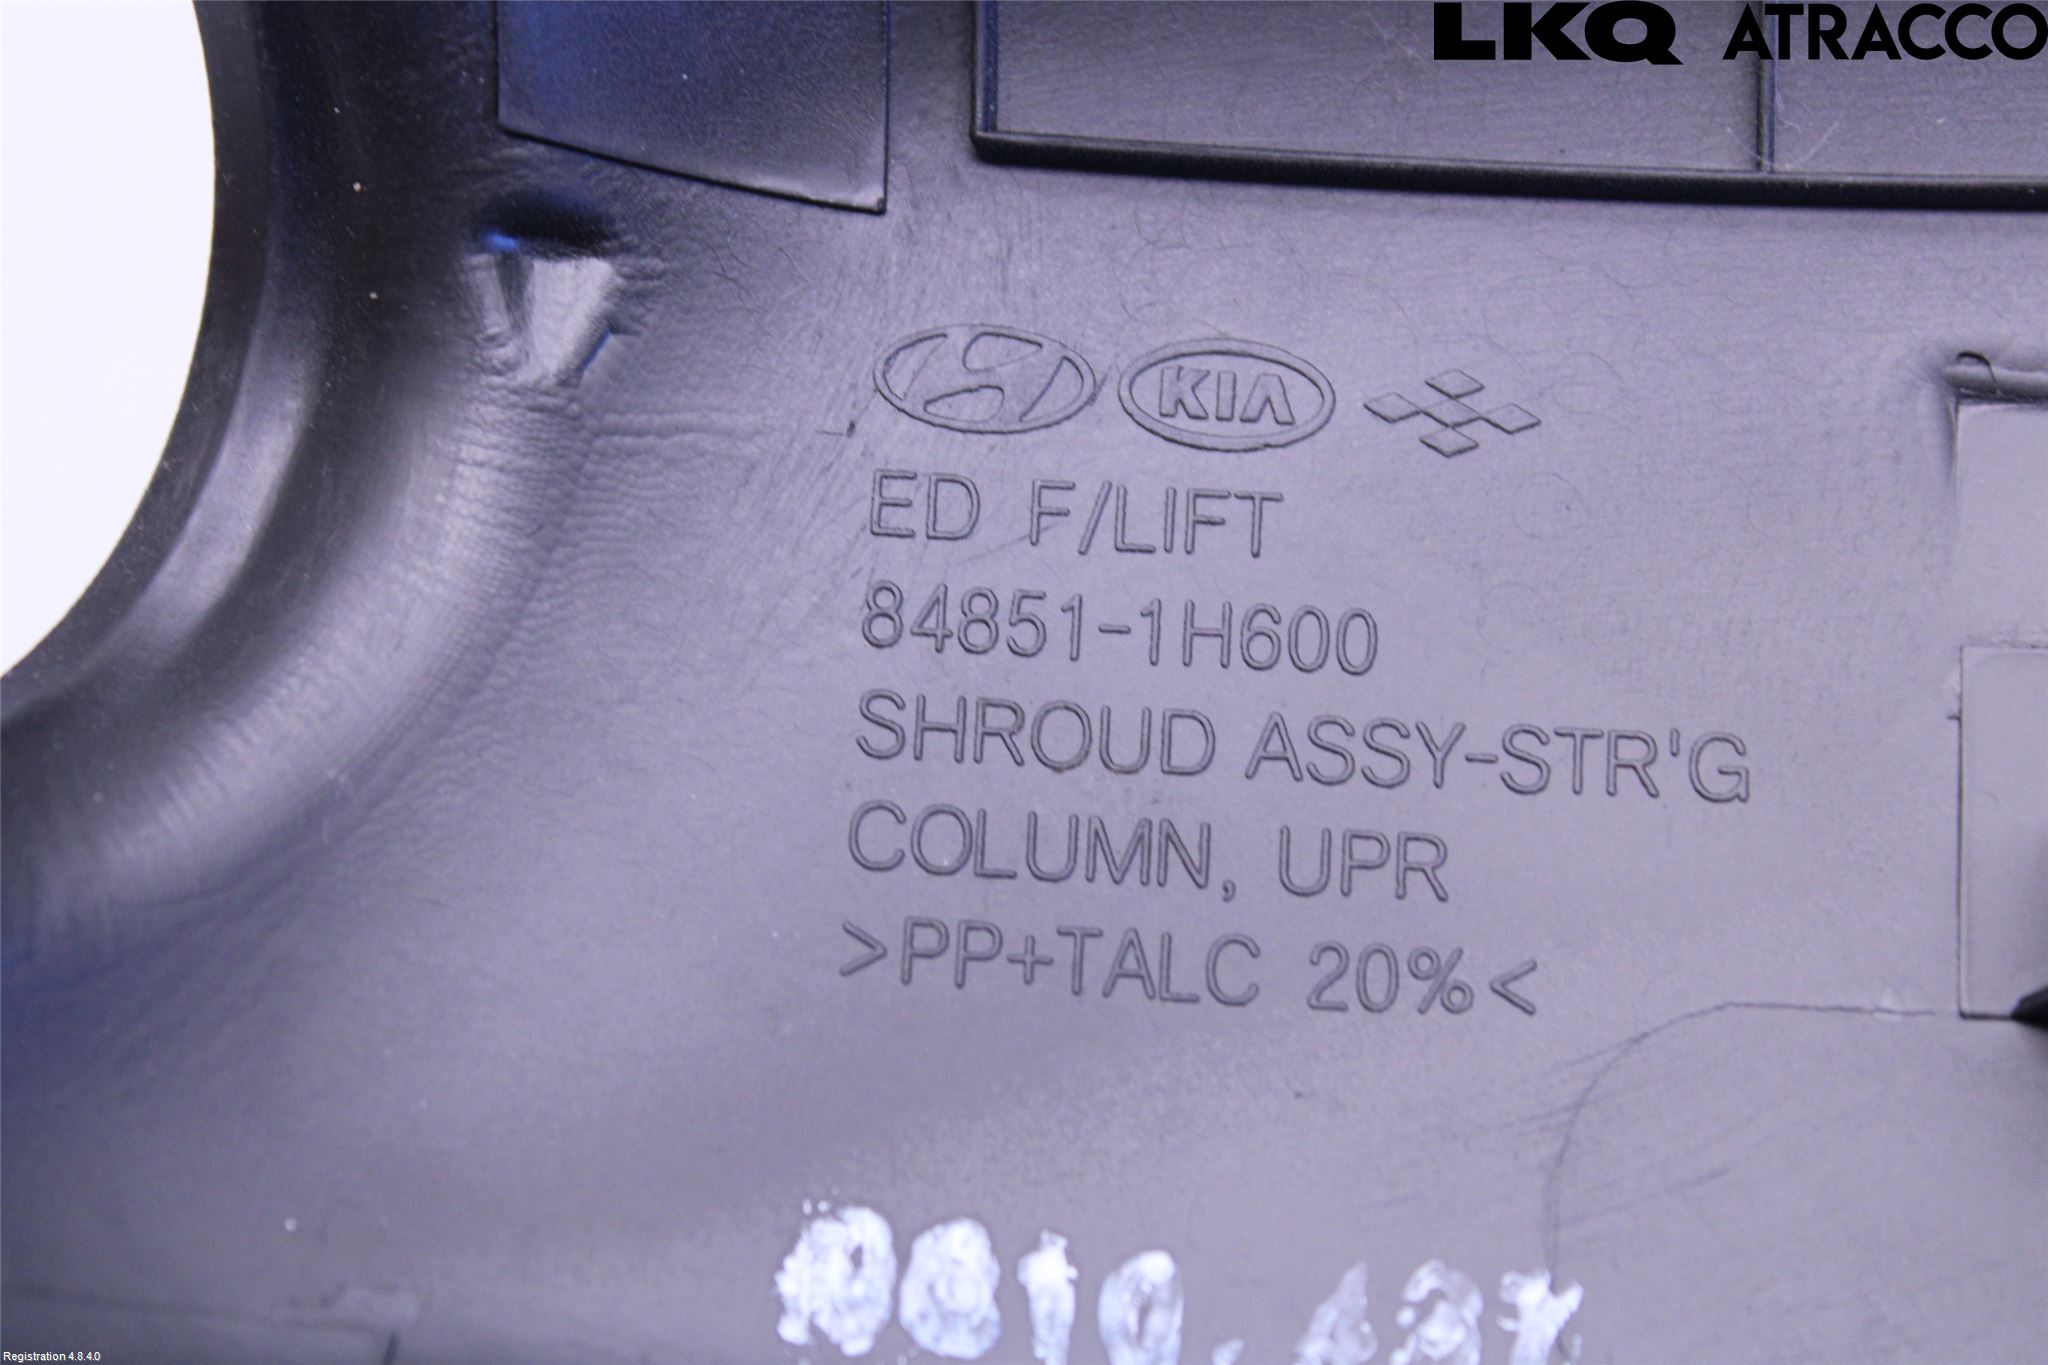 LKQ ATRACCO
KIA
ED F/LIFT
84851-1H600
SHROUD ASSY-STR'G
COLUMN, UPR
>PP+TALC 20%<
Registration 4.8.4.0